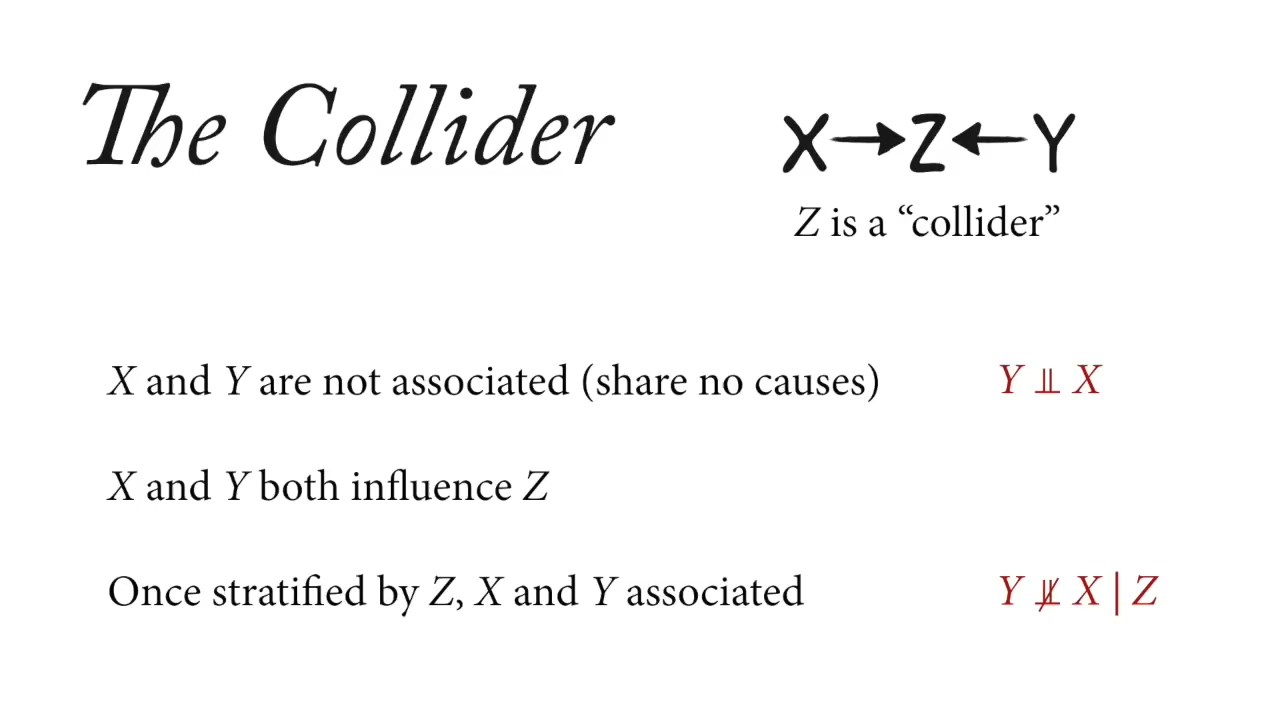 The Collider
X→Z←Y
Z is a “collider”
X and Y are not associated (share no causes)
Y ⫫ X
X and Y both influence Z
Once stratified by Z, X and Y associated
Y ⫫̸ X | Z